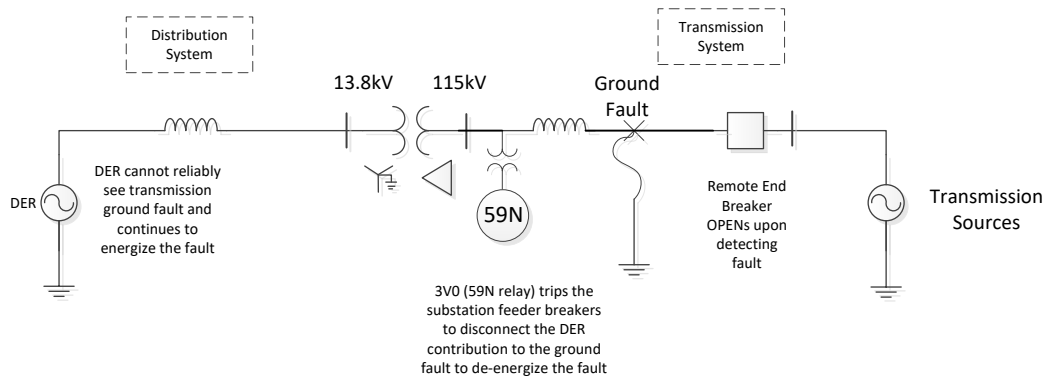 Distribution
System
Transmission
System
13.8kV
115kV
Ground
Fault
DER
DER cannot reliably
see transmission
ground fault and
continues to
energize the fault
59N
Remote End
Breaker
OPENs upon
detecting
fault
Transmission
Sources
3V0 (59N relay) trips the
substation feeder breakers
to disconnect the DER
contribution to the ground
fault to de-energize the fault